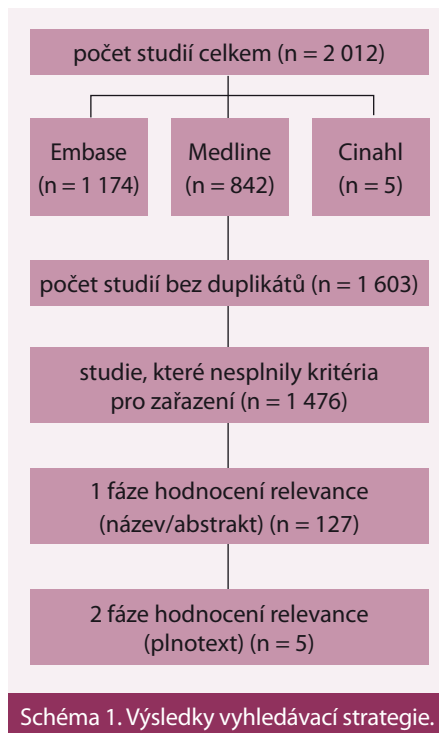 počet studií celkem (n = 2 012)
Embase
(n = 1 174)
Medline
(n = 842)
Cinahl
(n = 5)
počet studií bez duplikátů (n = 1 603)
studie, které nesplnily kritéria
pro zařazení (n = 1 476)
1 fáze hodnocení relevance
(název/abstrakt) (n = 127)
2 fáze hodnocení relevance
(plnotext) (n = 5)
Schéma 1. Výsledky vyhledávací strategie.